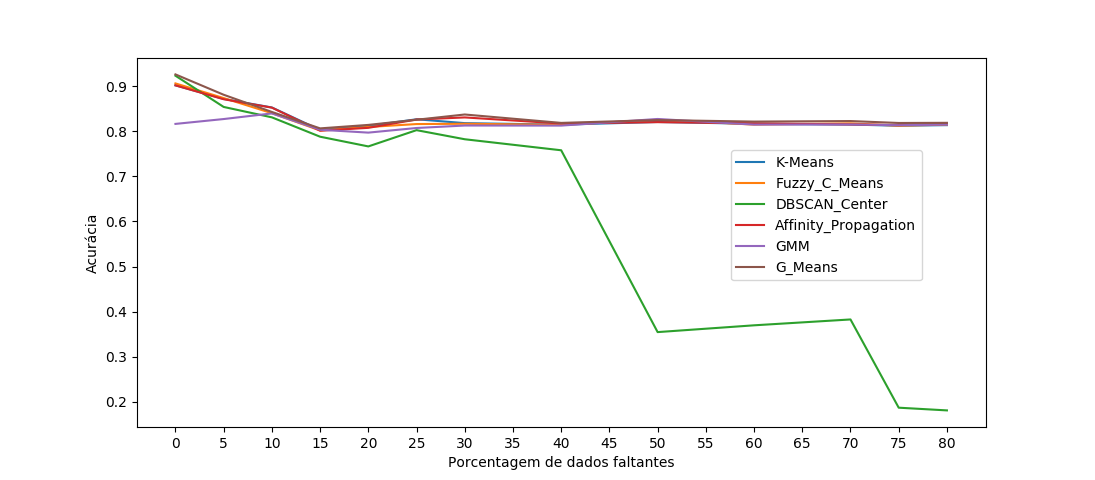 0.9
0.8
0.7
0.6
0.5
0.4
0.3
0.2
Acurácia
K-Means
Fuzzy_C_Means
DBSCAN_Center
Affinity_Propagation
GMM
G_Means
0 5 10 15 20 25 30 35 40 45 50 55 60 65 70 75 80
Porcentagem de dados faltantes